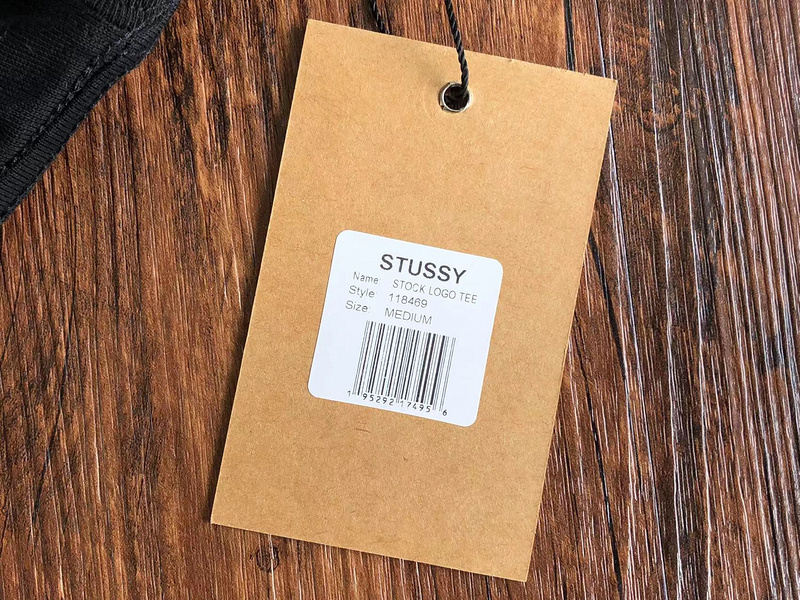 STUSSY
Name: STOCK LOGO TEE
Style: 118469
Size: MEDIUM
1 95292 17495 6